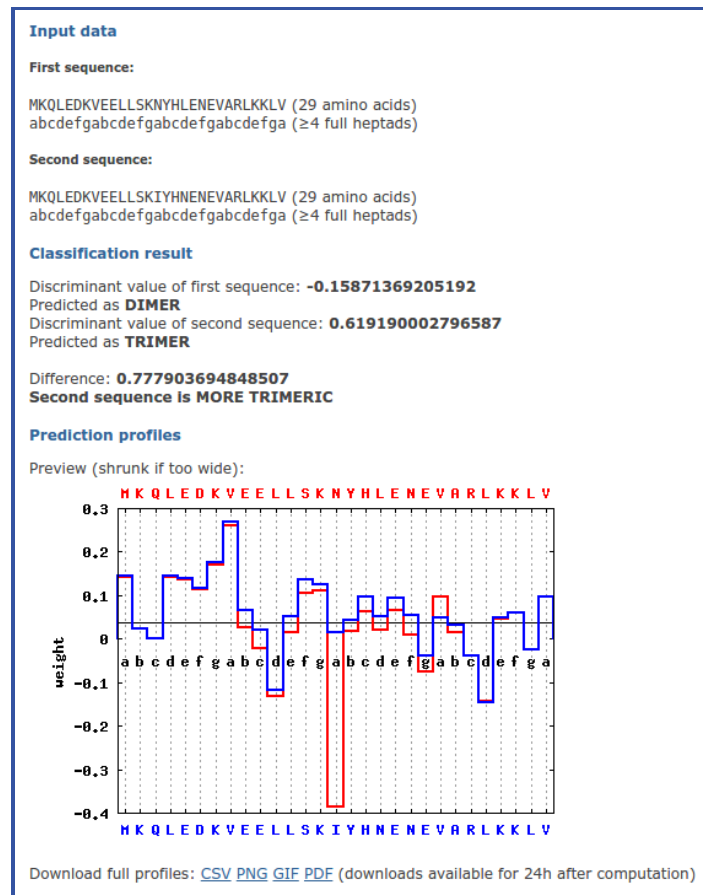 Input data
First sequence:
MKQLEDKVEELLSKNYHLENEVARLKKLV (29 amino acids)
abcdefgabcdefgabcdefgabcdefga (≥4 full heptads)
Second sequence:
MKQLEDKVEELLSKIYHNENEVARLKKLV (29 amino acids)
abcdefgabcdefgabcdefgabcdefga (≥4 full heptads)
Classification result
Discriminant value of first sequence: -0.15871369205192
Predicted as DIMER
Discriminant value of second sequence: 0.619190002796587
Predicted as TRIMER
Difference: 0.777903694848507
Second sequence is MORE TRIMERIC
Prediction profiles
Preview (shrunk if too wide):
M K Q L E D K V E E L L S K N Y H L E N E V A R L K K L V
0.3
0.2
0.1
0
-0.1
-0.2
-0.3
-0.4
weight
a b c d e f g a b c d e f g a b c d e f g a b c d e f g a
M K Q L E D K V E E L L S K I Y H N E N E V A R L K K L V
Download full profiles: CSV PNG GIF PDF (downloads available for 24h after computation)